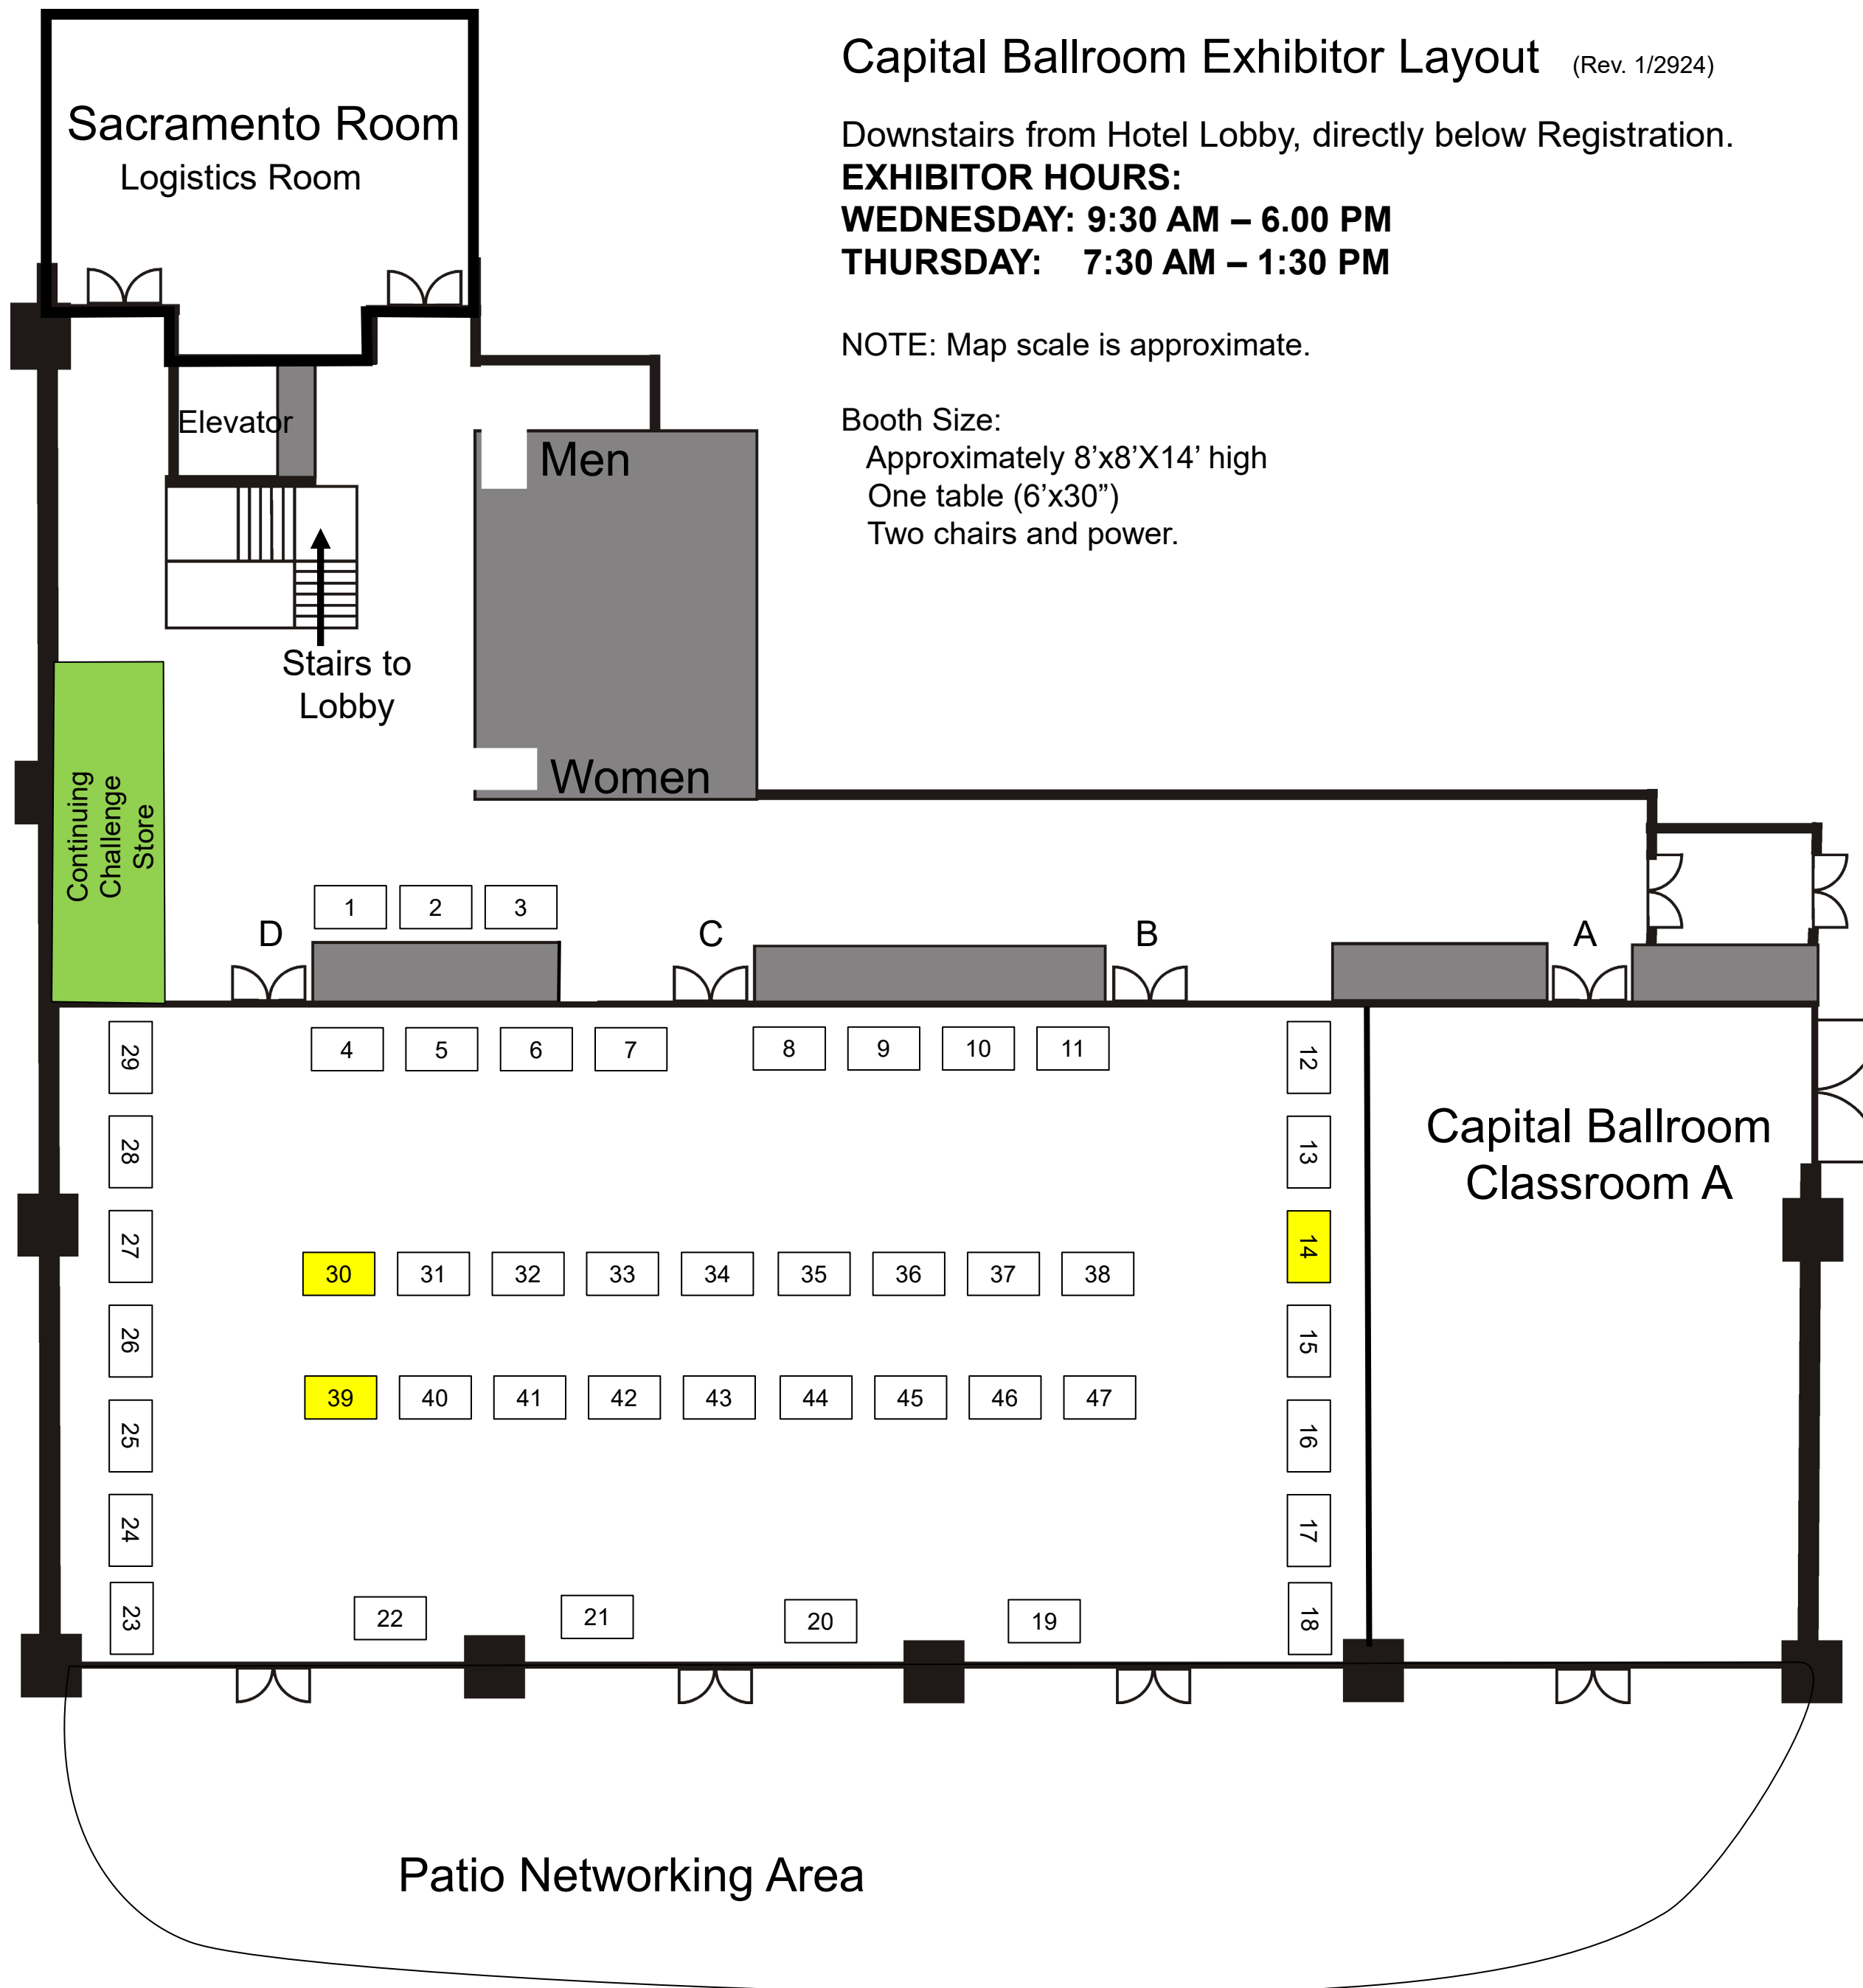 Capital Ballroom Exhibitor Layout (Rev. 1/2924)
Downstairs from Hotel Lobby, directly below Registration.
EXHIBITOR HOURS:
WEDNESDAY: 9:30 AM – 6.00 PM
THURSDAY: 7:30 AM – 1:30 PM
NOTE: Map scale is approximate.
Booth Size:
Approximately 8’x8’X14’ high
One table (6’x30”)
Two chairs and power.
Sacramento Room
Logistics Room
Elevator
Men
Stairs to
Lobby
Women
Continuing
Challenge
Store
1 2 3
D C B A
4 5 6 7 8 9 10 11
12
13
14
15
16
17
18
29
28
27
26
25
24
23
Capital Ballroom
Classroom A
30 31 32 33 34 35 36 37 38
39 40 41 42 43 44 45 46 47
22 21 20 19
Patio Networking Area